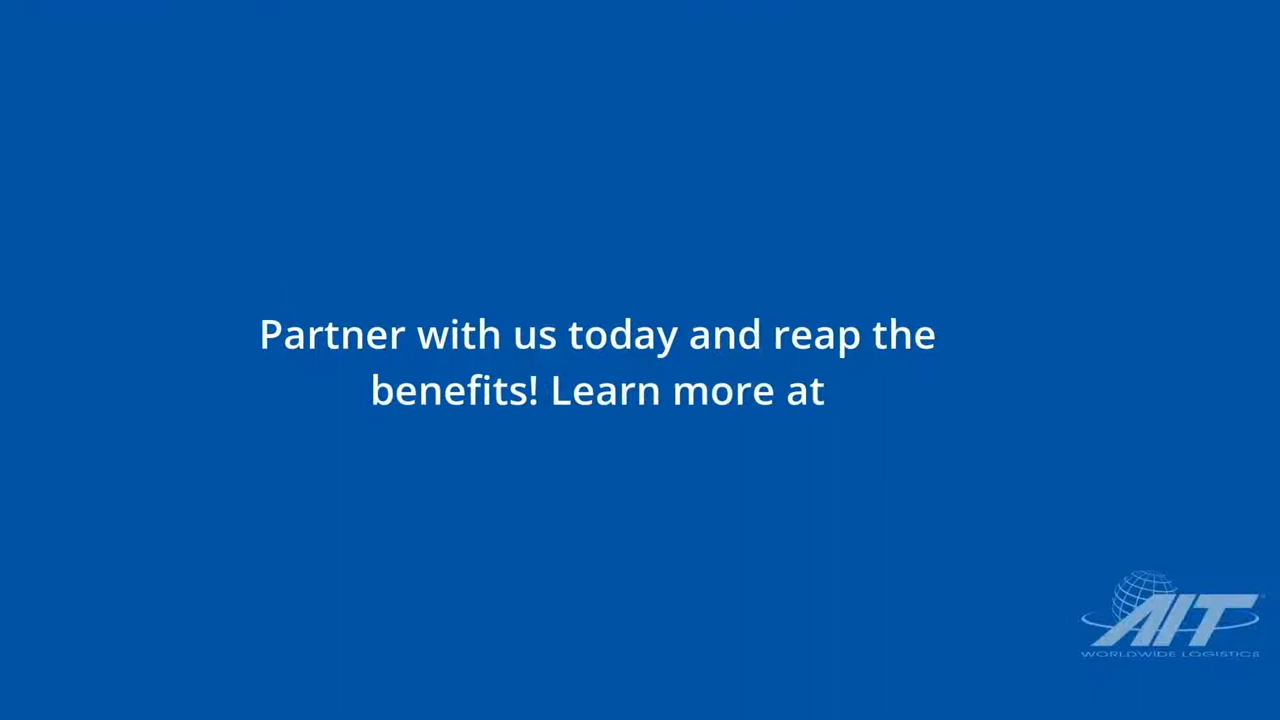 Partner with us today and reap the
benefits! Learn more at
AIT
WORLDWIDE LOGISTICS